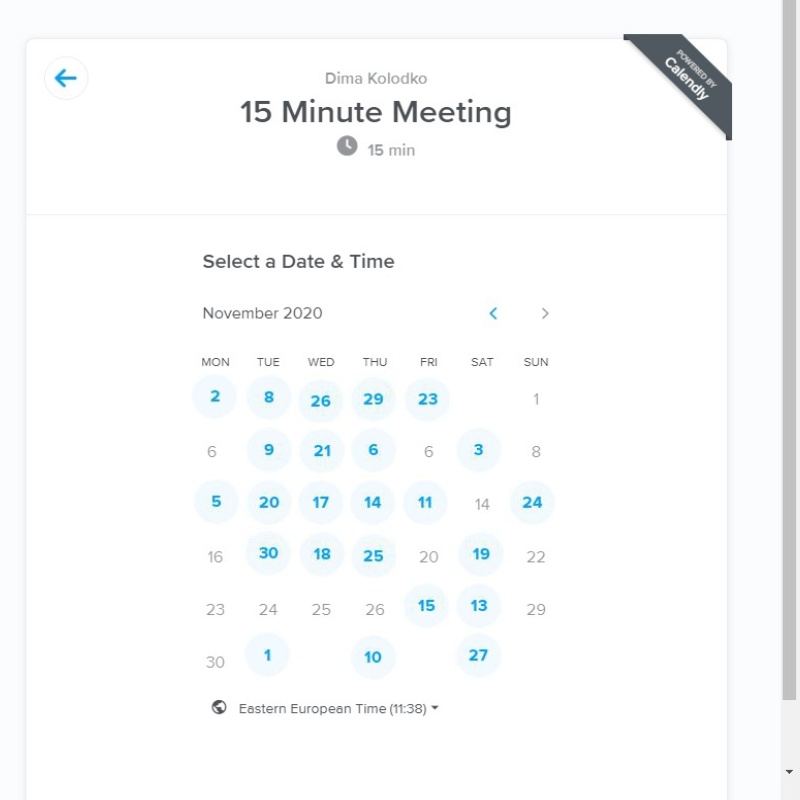 POWERED BY
Calendly
Dima Kolodko
15 Minute Meeting
15 min
Select a Date & Time
November 2020
MON TUE WED THU FRI SAT SUN
2 8 26 29 23 1
6 9 21 6 6 3 8
5 20 17 14 11 14 24
16 30 18 25 20 19 22
23 24 25 26 15 13 29
30 1 10 27
Eastern European Time (11:38)